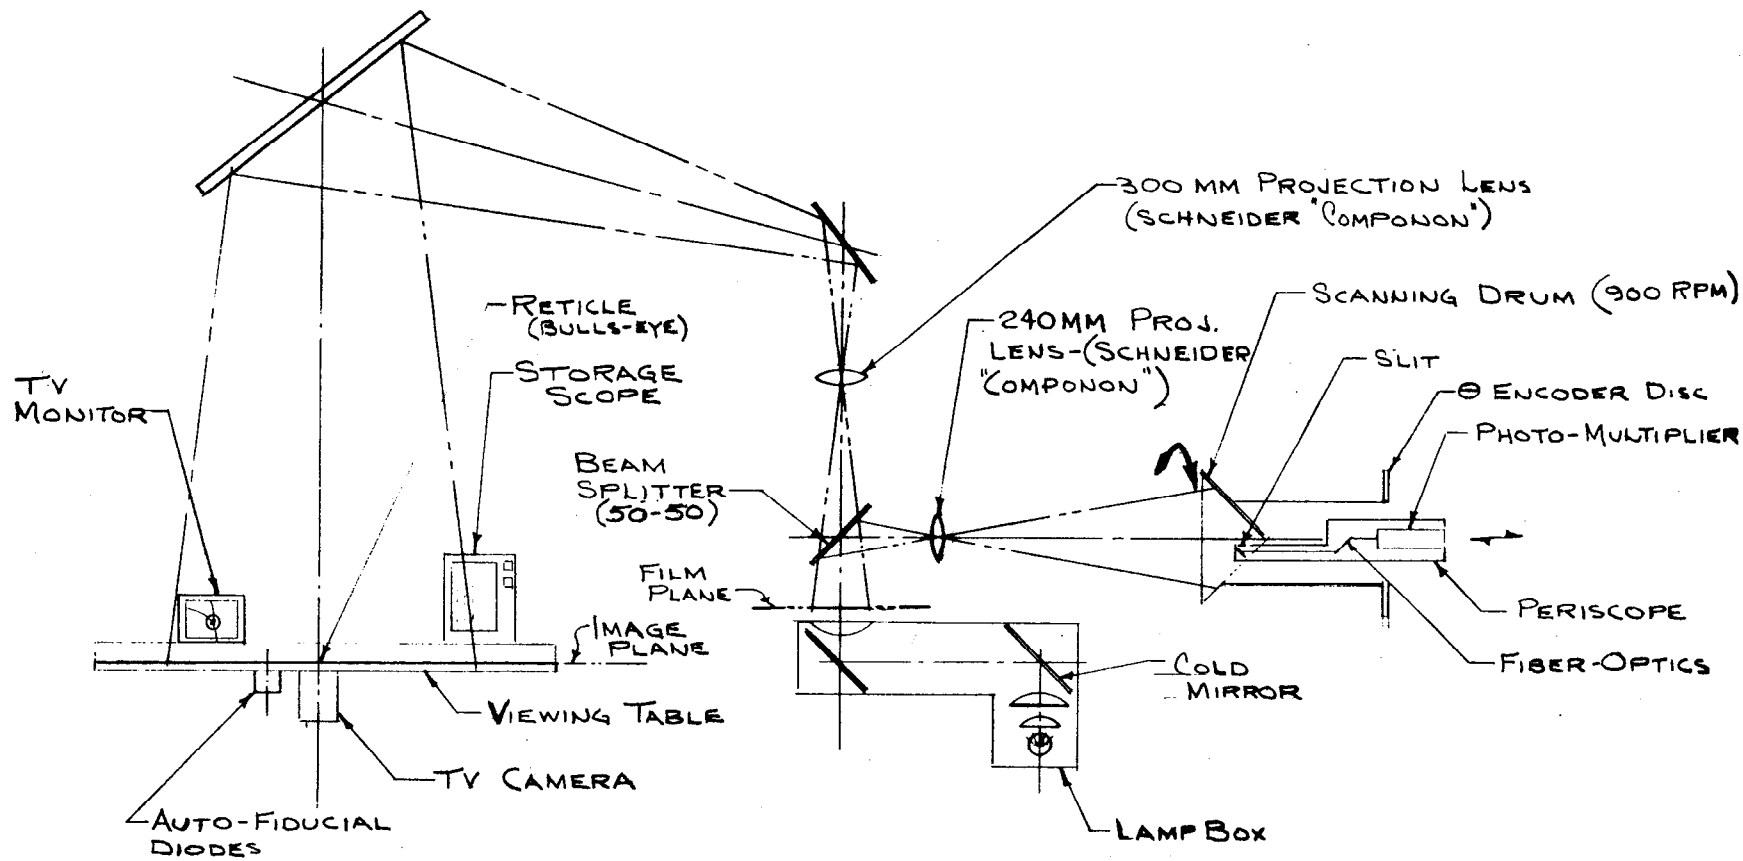 300 MM PROJECTION LENS
(SCHNEIDER "COMPONON")
SCANNING DRUM (900 RPM)
RETICLE
(BULLS-EYE)
240MM PROJ.
LENS-(SCHNEIDER
"COMPONON")
SLIT
STORAGE
SCOPE
TV
MONITOR
Θ ENCODER DISC
PHOTO-MULTIPLIER
BEAM
SPLITTER
(50-50)
FILM
PLANE
IMAGE
PLANE
PERISCOPE
FIBER-OPTICS
COLD
MIRROR
VIEWING TABLE
TV CAMERA
AUTO-FIDUCIAL
DIODES
LAMP BOX